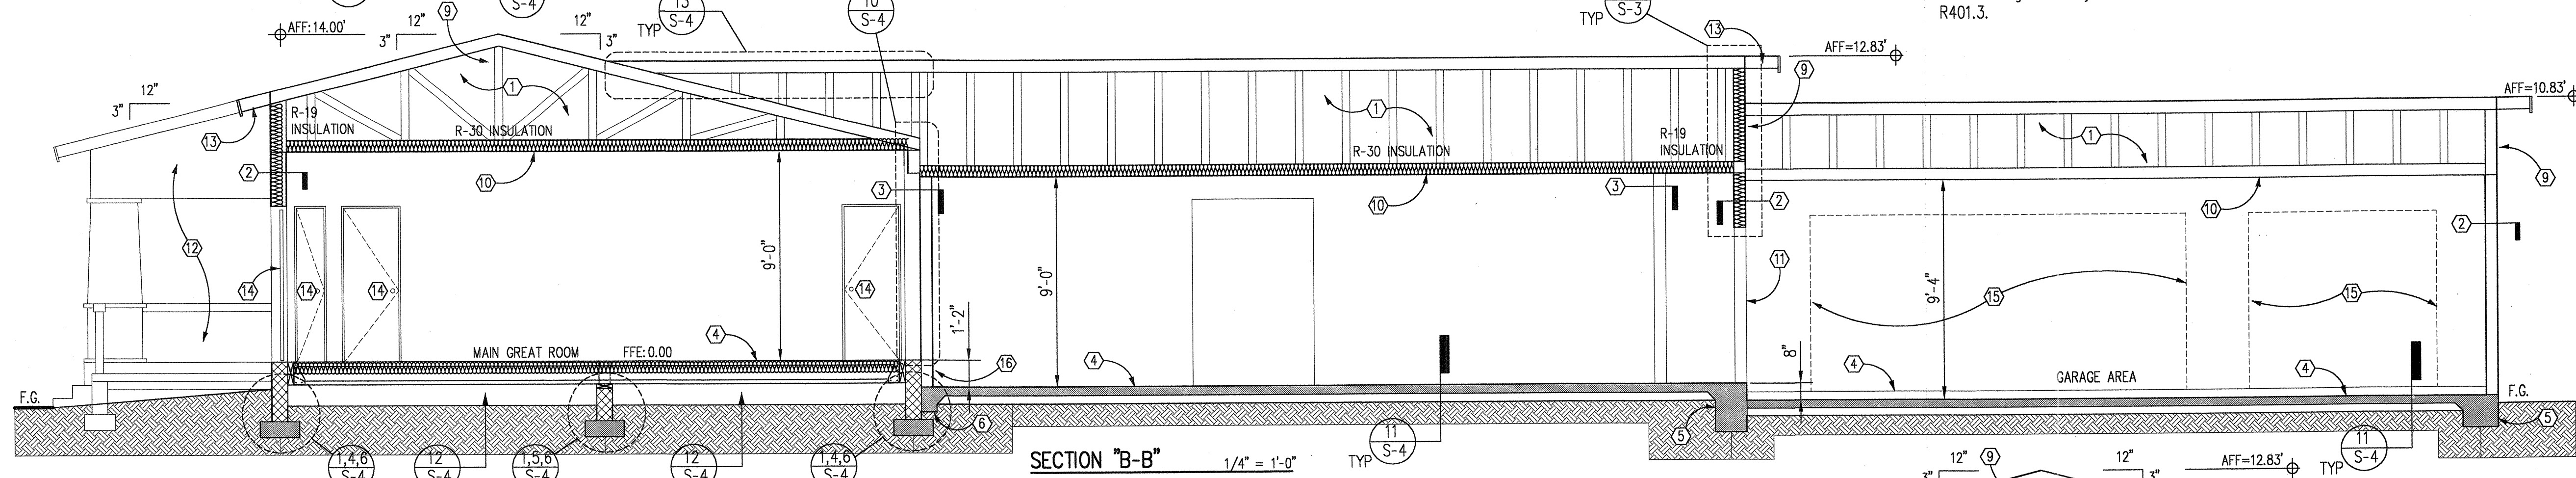 S-4
13
S-4
10
S-4
S-3
R401.3.
TYP
TYP
AFF: 14.00'
12"
3"
9
12"
3"
13
AFF=12.83'
9
12"
3"
1
1
1
AFF=10.83'
13
R-19
INSULATION
R-30 INSULATION
R-30 INSULATION
R-19
INSULATION
2
10
3
10
3
2
10
9
2
12
14
14
14
14
9'-0"
9'-0"
9'-4"
11
15
15
1'-2"
8"
4
MAIN GREAT ROOM
FFE: 0.00
16
4
4
GARAGE AREA
4
F.G.
F.G.
6
5
5
1,4,6
S-4
12
S-4
1,5,6
S-4
12
S-4
1,4,6
S-4
SECTION "B-B"
1/4" = 1'-0"
TYP
11
S-4
TYP
11
S-4
12"
3"
9
12"
3"
AFF=12.83'